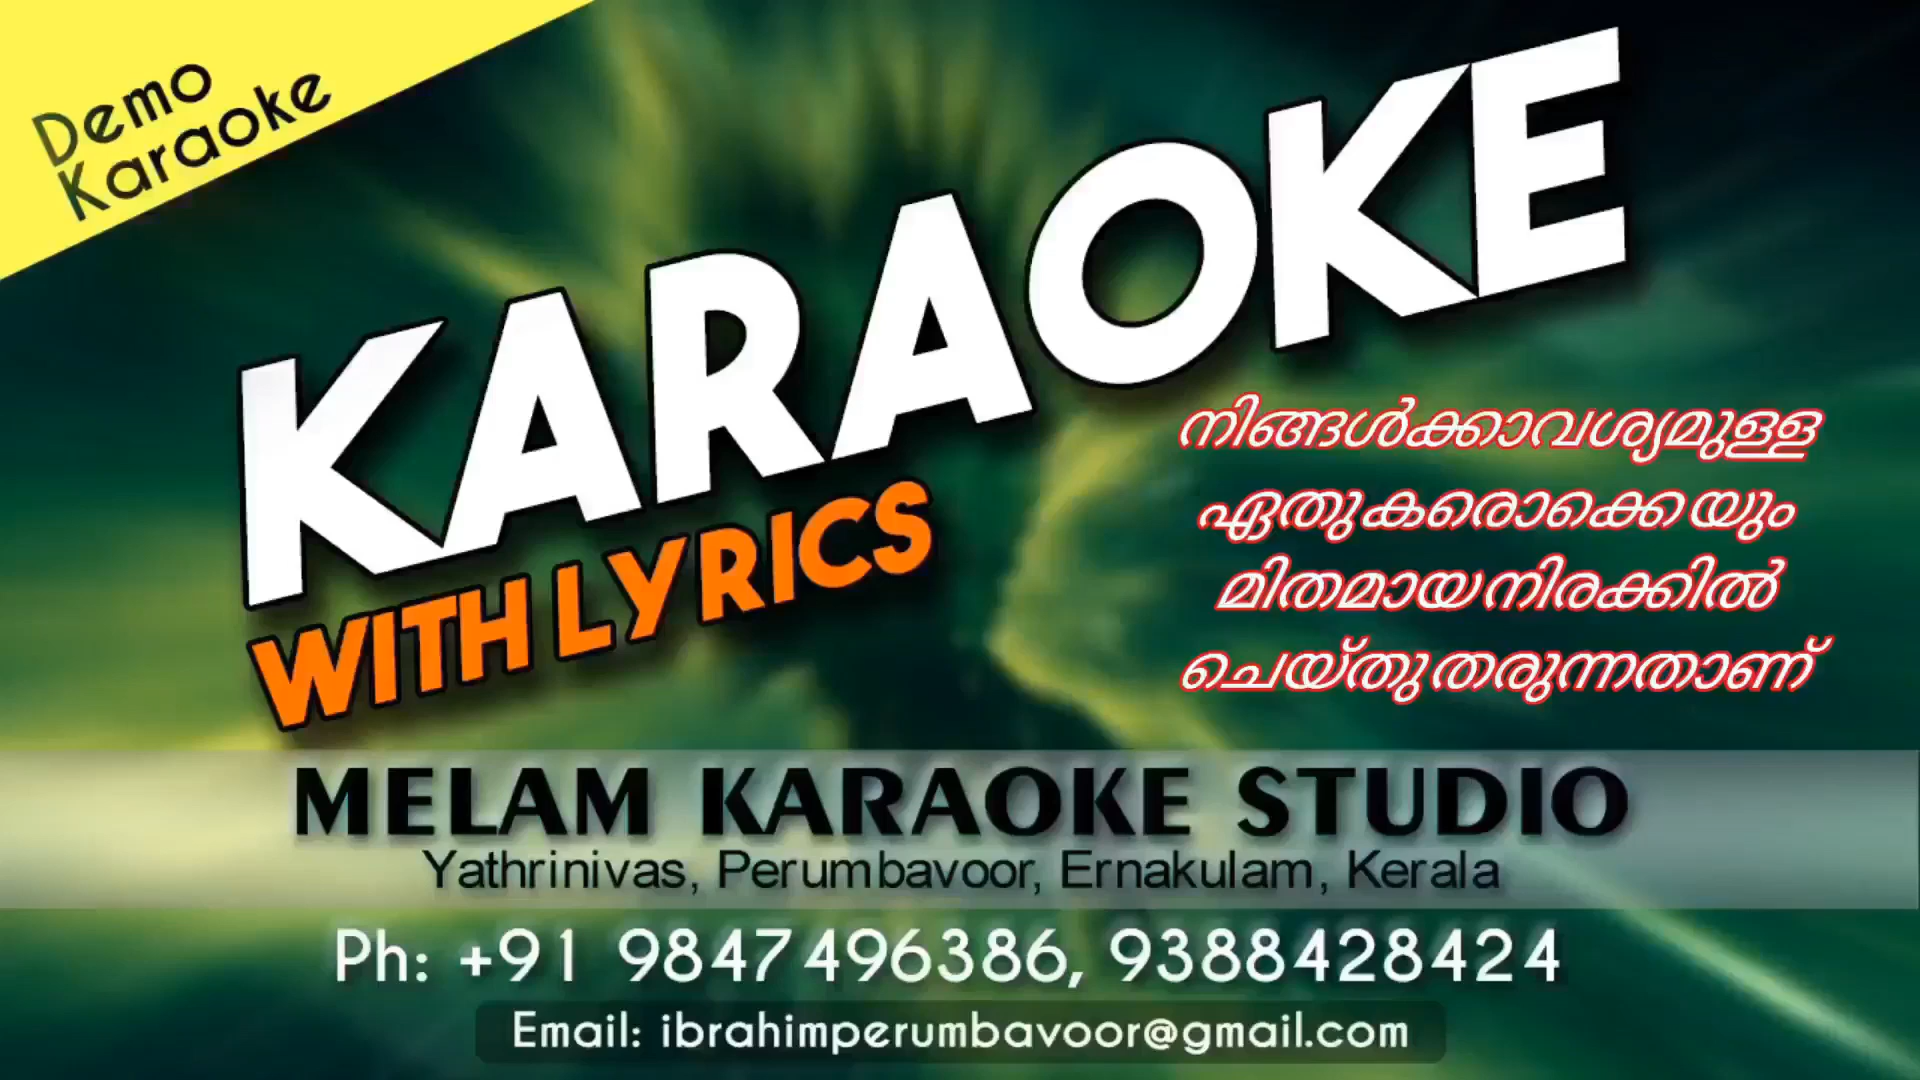 Demo
Karaoke
KARAOKE
WITH LYRICS
നിങ്ങൾക്കാവശ്യമുള്ള
ഏതു കരൊക്കെയും
മിതമായ നിരക്കിൽ
ചെയ്തു തരുന്നതാണ്
MELAM KARAOKE STUDIO
Yathrinivas, Perumbavoor, Ernakulam, Kerala
Ph: +91 9847496386, 9388428424
Email: ibrahimperumbavoor@gmail.com